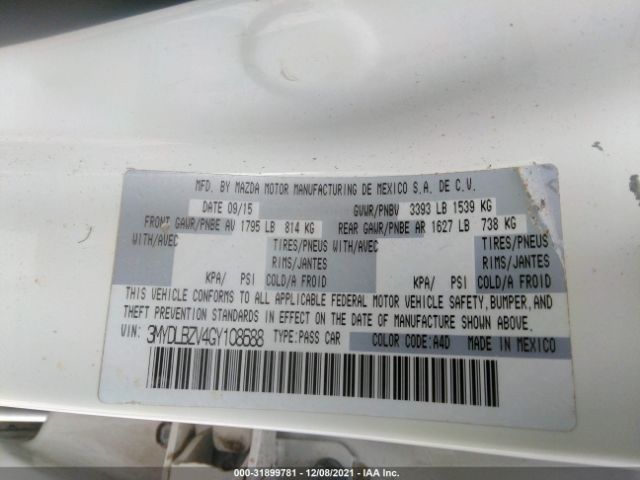 MFD. BY MAZDA MOTOR MANUFACTURING DE MEXICO S.A. DE C.V.
DATE 09/15 GVWR/PNBV 3393 LB 1539 KG
FRONT GAWR/PNBE AV 1795 LB 814 KG REAR GAWR/PNBE AR 1627 LB 738 KG
WITH/AVEC TIRES/PNEUS WITH/AVEC TIRES/PNEUS
RIMS/JANTES RIMS/JANTES
KPA/ PSI COLD/A FROID KPA/ PSI COLD/A FROID
THIS VEHICLE CONFORMS TO ALL APPLICABLE FEDERAL MOTOR VEHICLE SAFETY, BUMPER, AND
THEFT PREVENTION STANDARDS IN EFFECT ON THE DATE OF MANUFACTURE SHOWN ABOVE.
VIN: 3MYDLBZV4GY108688 TYPE: PASS CAR COLOR CODE: A4D MADE IN MEXICO
000-31899781 - 12/08/2021 - IAA Inc.